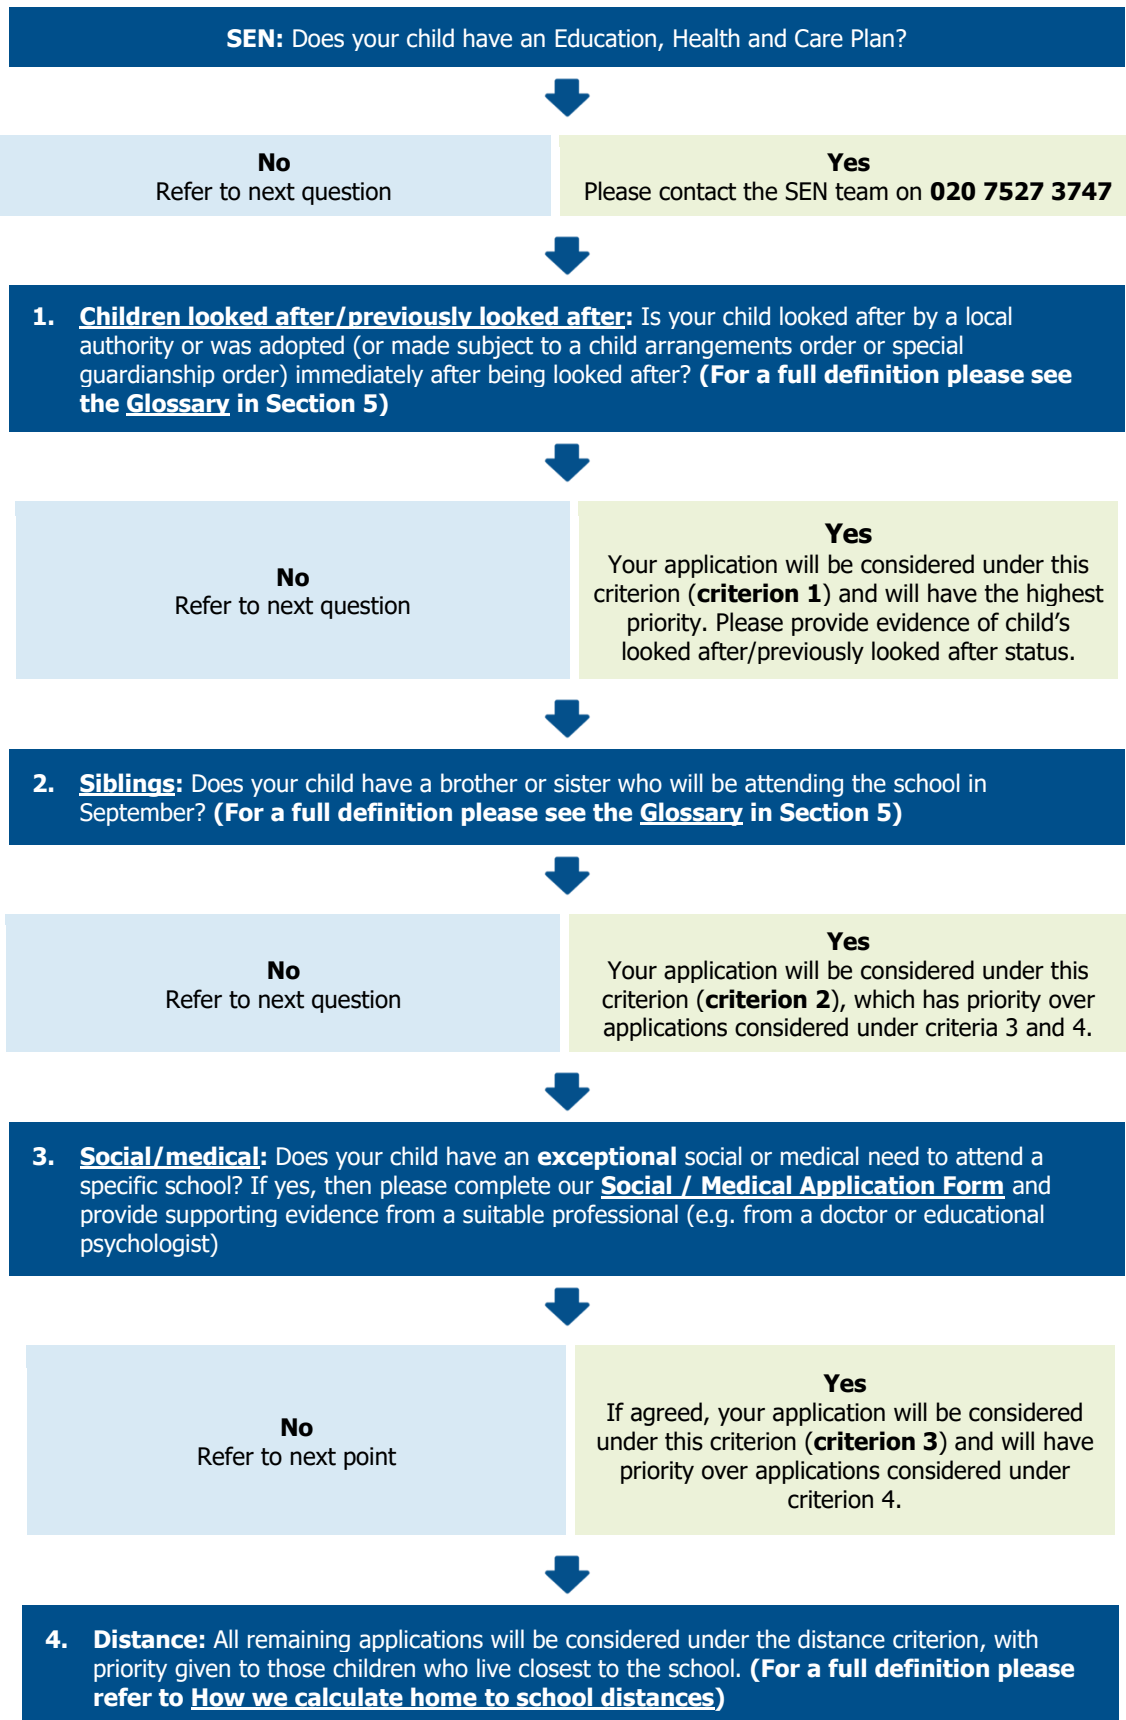 SEN: Does your child have an Education, Health and Care Plan?
No
Refer to next question
Yes
Please contact the SEN team on 020 7527 3747
1. Children looked after/previously looked after: Is your child looked after by a local
authority or was adopted (or made subject to a child arrangements order or special
guardianship order) immediately after being looked after? (For a full definition please see
the Glossary in Section 5)
No
Refer to next question
Yes
Your application will be considered under this
criterion (criterion 1) and will have the highest
priority. Please provide evidence of child's
looked after/previously looked after status.
2. Siblings: Does your child have a brother or sister who will be attending the school in
September? (For a full definition please see the Glossary in Section 5)
No
Refer to next question
Yes
Your application will be considered under this
criterion (criterion 2), which has priority over
applications considered under criteria 3 and 4.
3. Social/medical: Does your child have an exceptional social or medical need to attend a
specific school? If yes, then please complete our Social / Medical Application Form and
provide supporting evidence from a suitable professional (e.g. from a doctor or educational
psychologist)
No
Refer to next point
Yes
If agreed, your application will be considered
under this criterion (criterion 3) and will have
priority over applications considered under
criterion 4.
4. Distance: All remaining applications will be considered under the distance criterion, with
priority given to those children who live closest to the school. (For a full definition please
refer to How we calculate home to school distances)